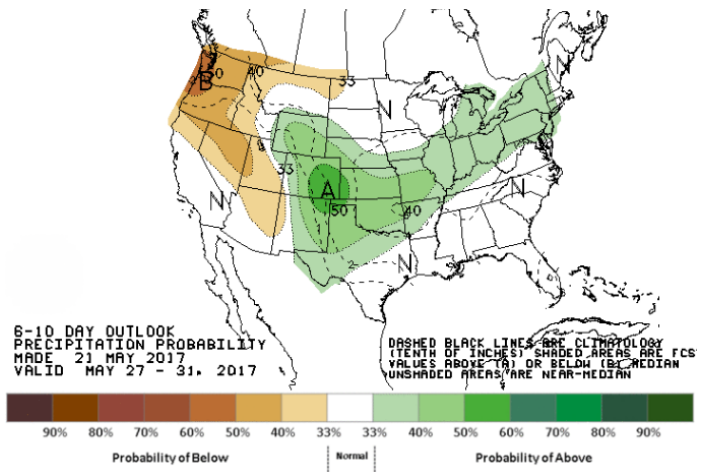 B 50 40 33
N
N
33
A
50
40
N
N
N
6-10 DAY OUTLOOK
PRECIPITATION PROBABILITY
MADE 21 MAY 2017
VALID MAY 27 - 31, 2017
DASHED BLACK LINES ARE CLIMATOLOGY
(TENTH OF INCHES) SHADED AREAS ARE FCST
VALUES ABOVE (A) OR BELOW (B) MEDIAN
UNSHADED AREAS ARE NEAR-MEDIAN
90% 80% 70% 60% 50% 40% 33% 33% 40% 50% 60% 70% 80% 90%
Probability of Below Normal Probability of Above